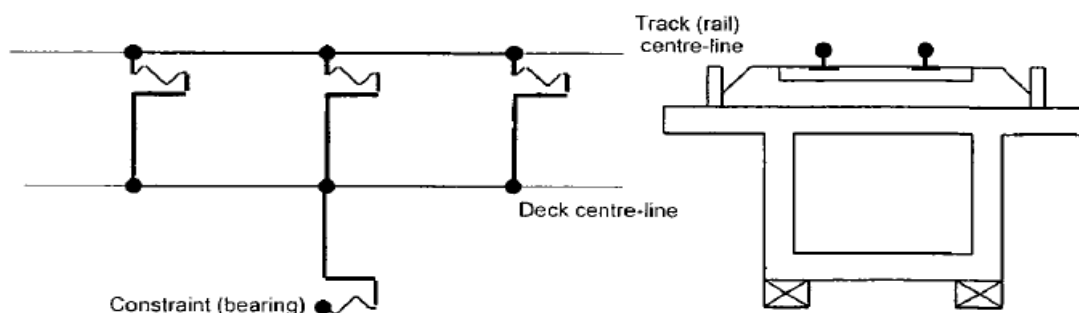 Track (rail)
centre-line
Deck centre-line
Constraint (bearing)